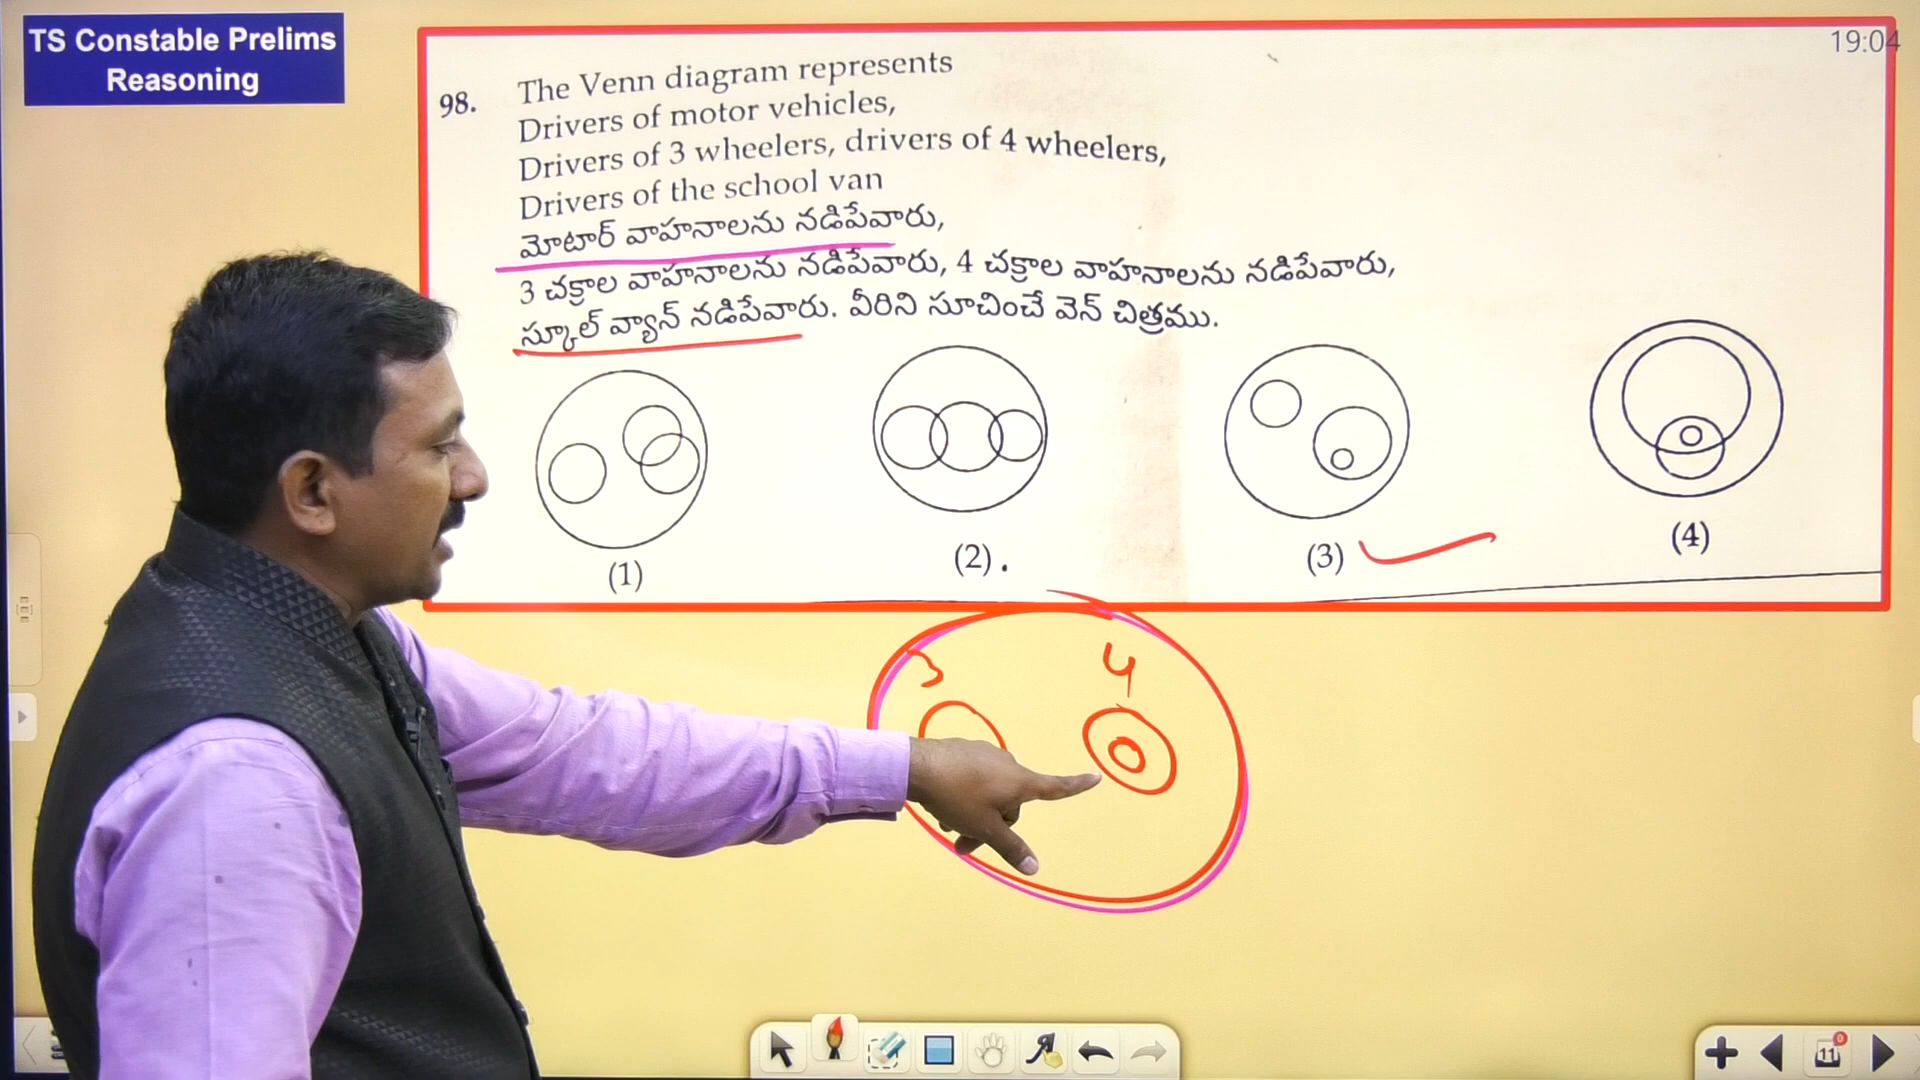 TS Constable Prelims
Reasoning
19:04
98. The Venn diagram represents
Drivers of motor vehicles,
Drivers of 3 wheelers, drivers of 4 wheelers,
Drivers of the school van
మోటార్ వాహనాలను నడిపేవారు,
3 చక్రాల వాహనాలను నడిపేవారు, 4 చక్రాల వాహనాలను నడిపేవారు,
స్కూల్ వ్యాన్ నడిపేవారు. వీరిని సూచించే వెన్ చిత్రము.
(1) (2). (3) (4)
3 4
11
0